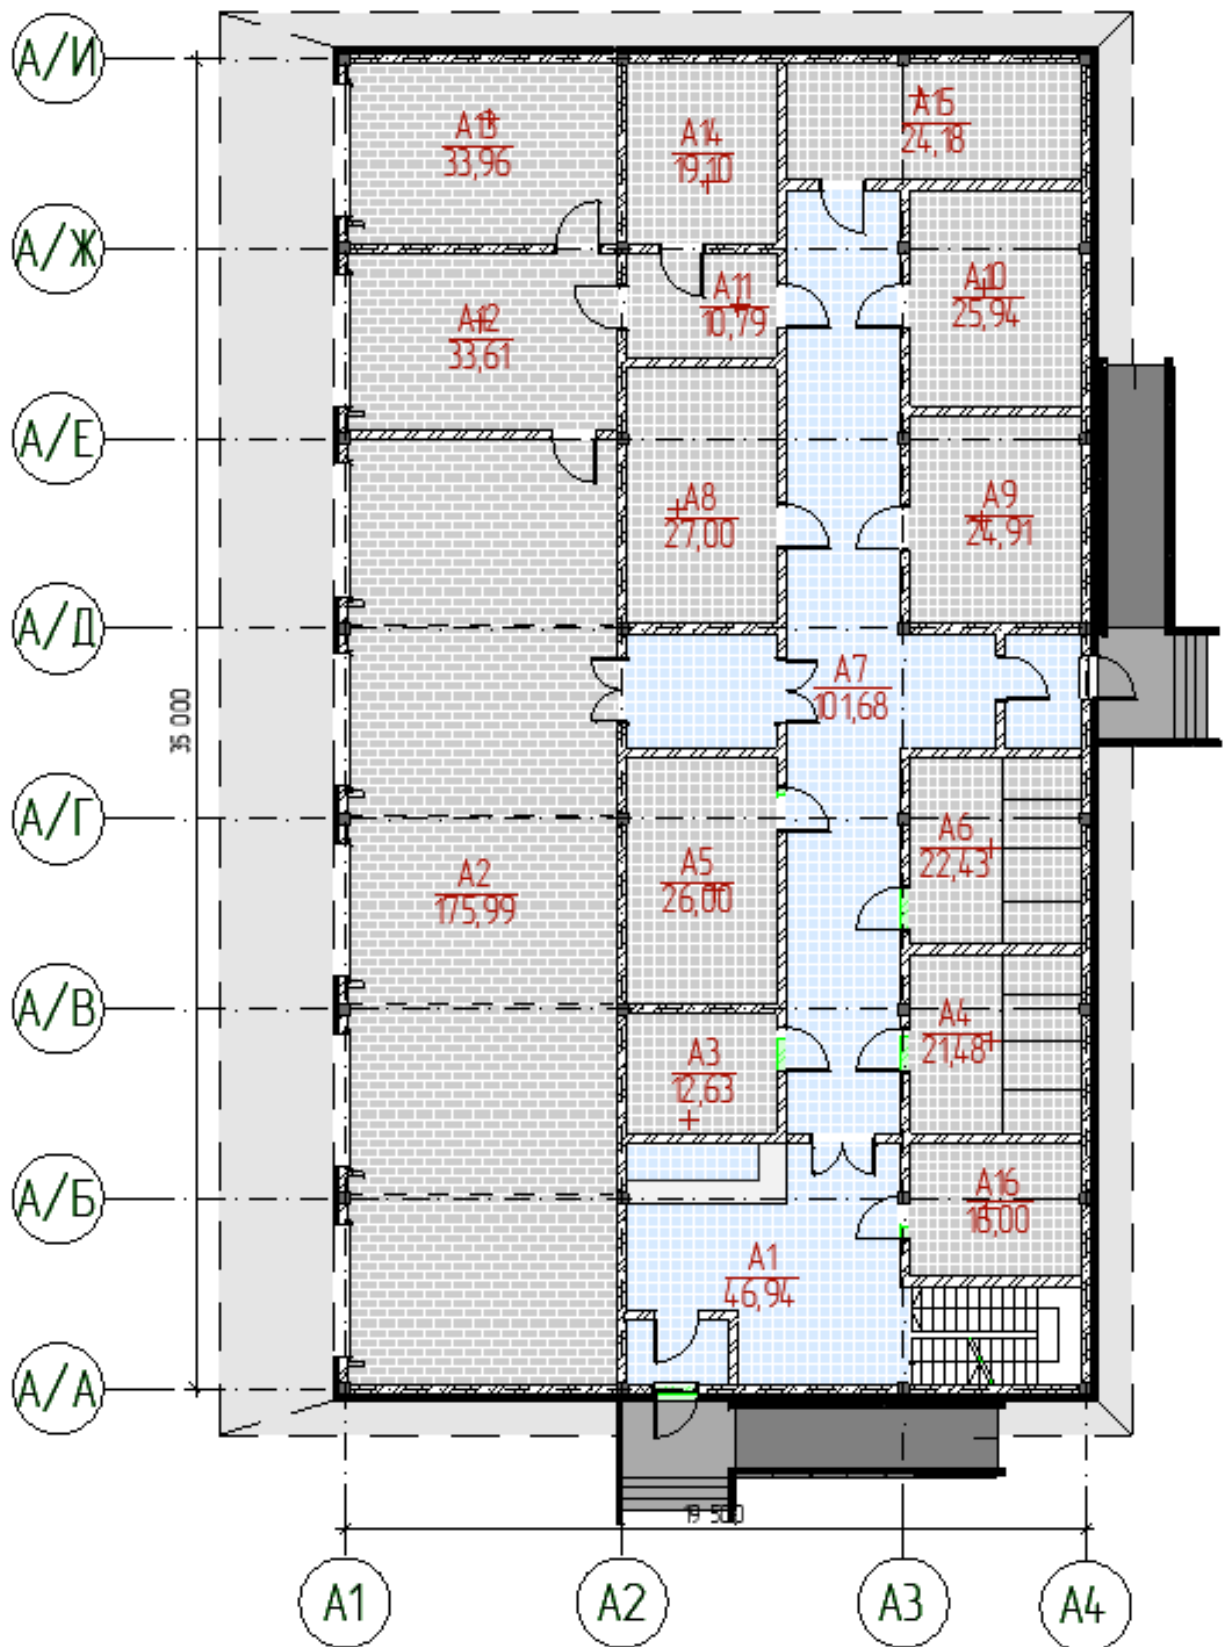 А/И
А13
33,96
А14
19,10
А15
24,18
А/Ж
А12
33,61
А11
10,79
А10
25,94
А/Е
А8
27,00
А9
24,91
А/Д
А7
101,68
35 000
А/Г
А2
175,99
А5
26,00
А6
22,43
А/В
А3
12,63
А4
21,48
А/Б
А1
46,94
А16
16,00
А/А
19 500
А1
А2
А3
А4